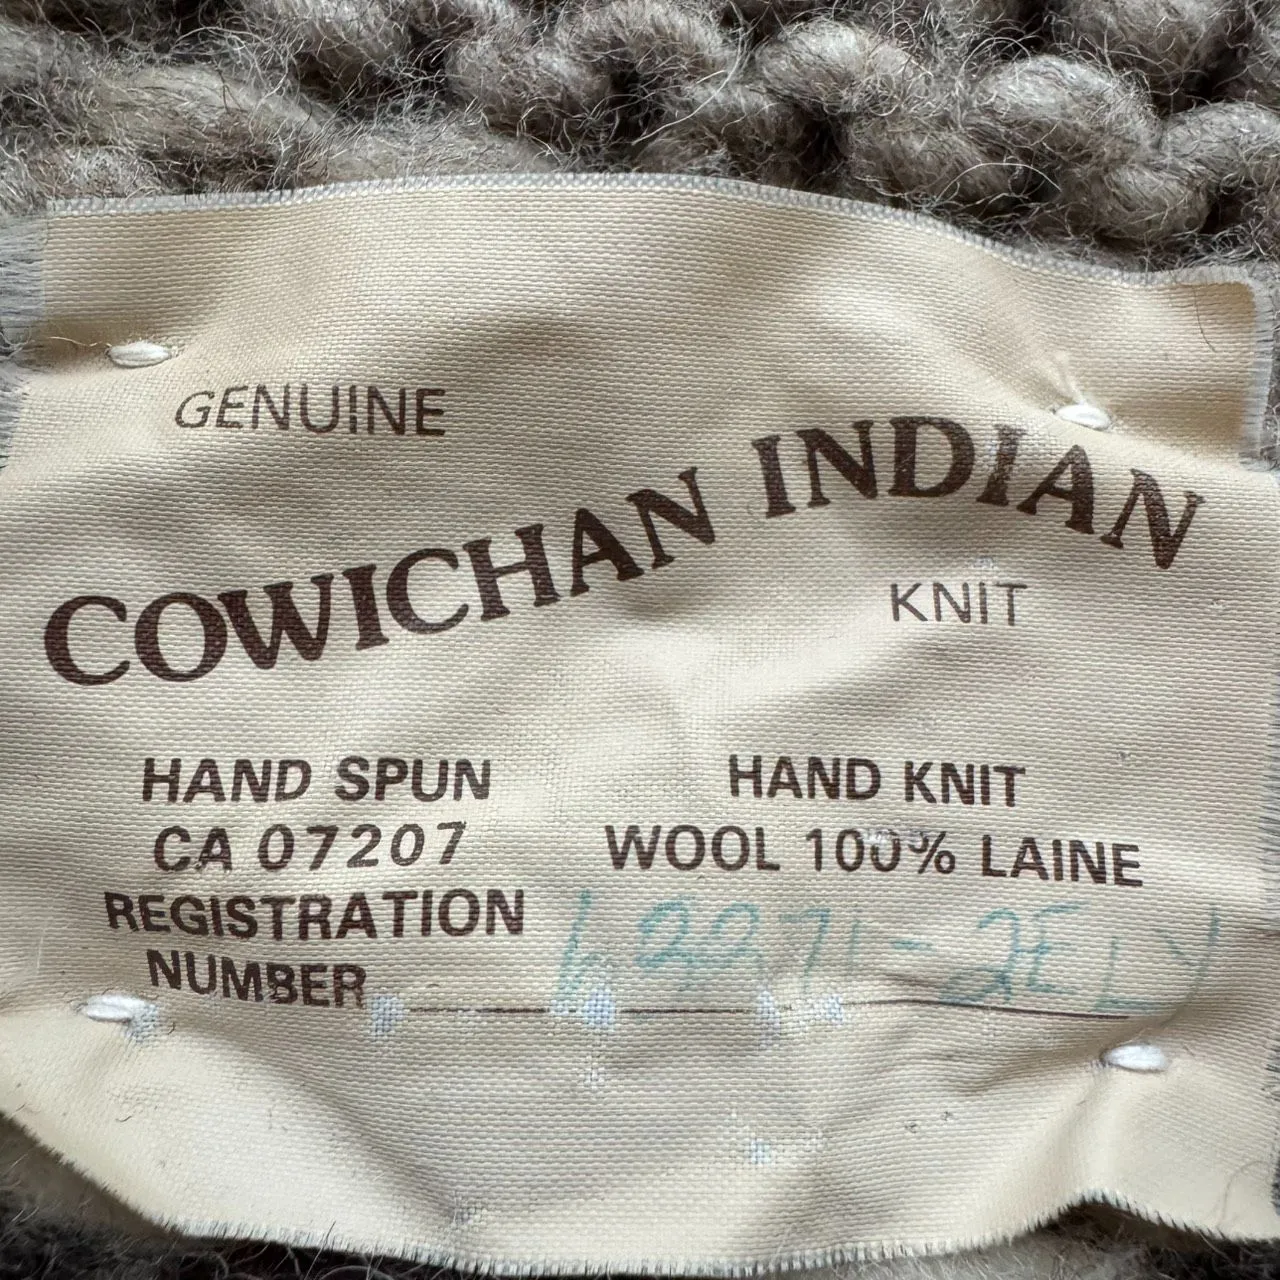 GENUINE
COWICHAN INDIAN
KNIT
HAND SPUN
CA 07207
REGISTRATION
NUMBER
HAND KNIT
WOOL 100% LAINE